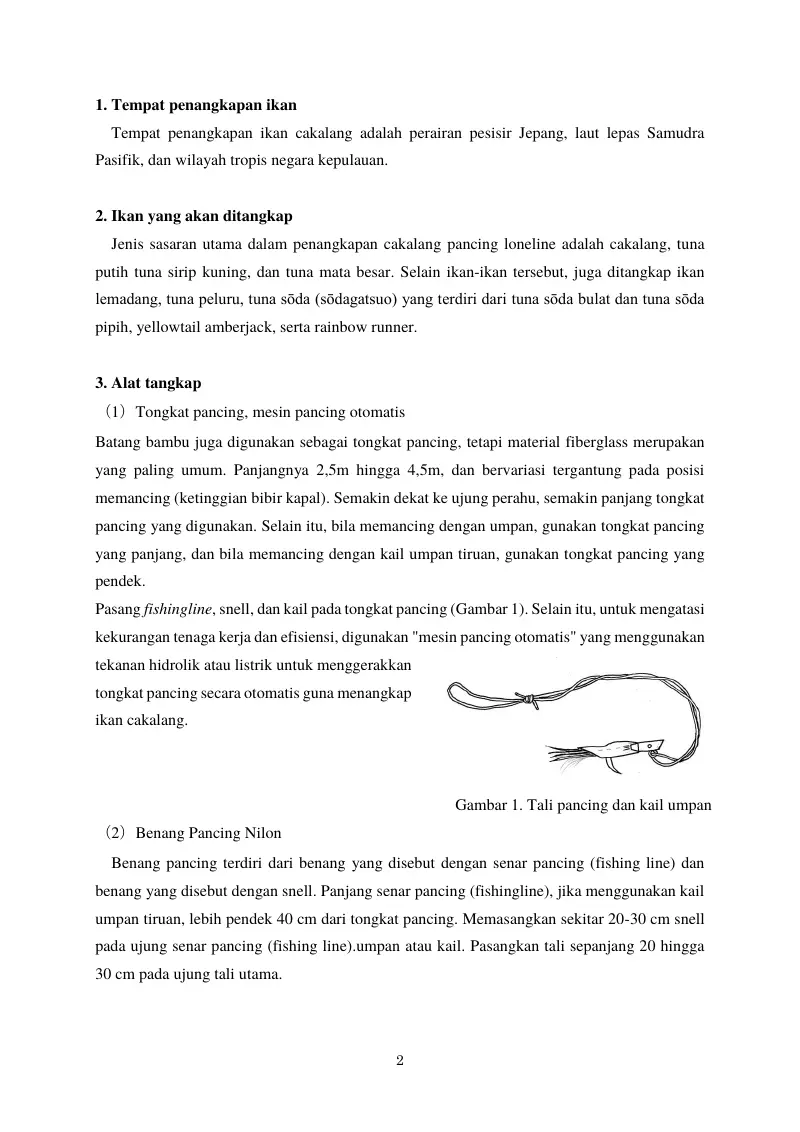 1. Tempat penangkapan ikan
Tempat penangkapan ikan cakalang adalah perairan pesisir Jepang, laut lepas Samudra
Pasifik, dan wilayah tropis negara kepulauan.
2. Ikan yang akan ditangkap
Jenis sasaran utama dalam penangkapan cakalang pancing loneline adalah cakalang, tuna
putih tuna sirip kuning, dan tuna mata besar. Selain ikan-ikan tersebut, juga ditangkap ikan
lemadang, tuna peluru, tuna sōda (sōdagatsuo) yang terdiri dari tuna sōda bulat dan tuna sōda
pipih, yellowtail amberjack, serta rainbow runner.
3. Alat tangkap
（1）Tongkat pancing, mesin pancing otomatis
Batang bambu juga digunakan sebagai tongkat pancing, tetapi material fiberglass merupakan
yang paling umum. Panjangnya 2,5m hingga 4,5m, dan bervariasi tergantung pada posisi
memancing (ketinggian bibir kapal). Semakin dekat ke ujung perahu, semakin panjang tongkat
pancing yang digunakan. Selain itu, bila memancing dengan umpan, gunakan tongkat pancing
yang panjang, dan bila memancing dengan kail umpan tiruan, gunakan tongkat pancing yang
pendek.
Pasang fishingline, snell, dan kail pada tongkat pancing (Gambar 1). Selain itu, untuk mengatasi
kekurangan tenaga kerja dan efisiensi, digunakan "mesin pancing otomatis" yang menggunakan
tekanan hidrolik atau listrik untuk menggerakkan
tongkat pancing secara otomatis guna menangkap
ikan cakalang.
Gambar 1. Tali pancing dan kail umpan
（2）Benang Pancing Nilon
Benang pancing terdiri dari benang yang disebut dengan senar pancing (fishing line) dan
benang yang disebut dengan snell. Panjang senar pancing (fishingline), jika menggunakan kail
umpan tiruan, lebih pendek 40 cm dari tongkat pancing. Memasangkan sekitar 20-30 cm snell
pada ujung senar pancing (fishing line).umpan atau kail. Pasangkan tali sepanjang 20 hingga
30 cm pada ujung tali utama.
2